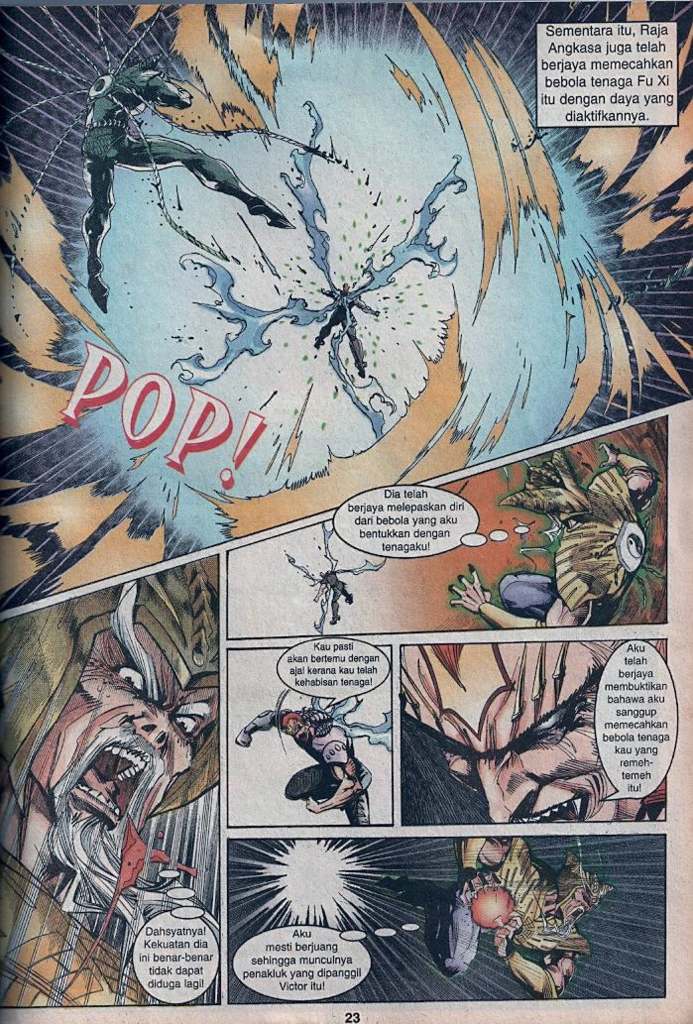 Sementara itu, Raja
Angkasa juga telah
berjaya memecahkan
bebola tenaga Fu Xi
itu dengan daya yang
diaktifkannya.
POP!
Dia telah
berjaya melepaskan diri
dari bebola yang aku
bentukkan dengan
tenagaku!
Dahsyatnya!
Kekuatan dia
ini benar-benar
tidak dapat
diduga lagi!
Kau pasti
akan bertemu dengan
ajal kerana kau telah
kehabisan tenaga!
Aku
telah
berjaya
membuktikan
bahawa aku
sanggup
memecahkan
bebola tenaga
kau yang
remeh-
temeh
itu!
Aku
mesti berjuang
sehingga munculnya
penakluk yang dipanggil
Victor itu!
23